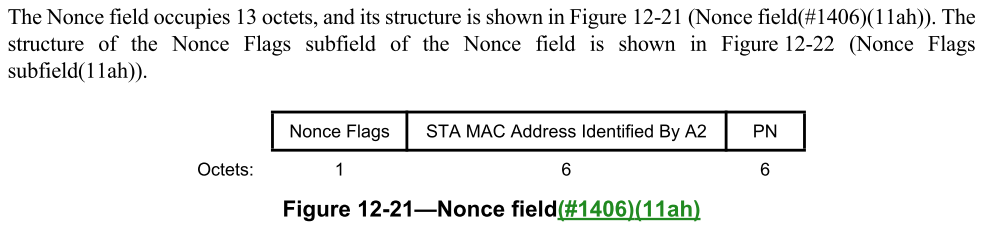 The Nonce field occupies 13 octets, and its structure is shown in Figure 12-21 (Nonce field(#1406)(11ah)). The
structure of the Nonce Flags subfield of the Nonce field is shown in Figure 12-22 (Nonce Flags
subfield(11ah)).
Nonce Flags STA MAC Address Identified By A2 PN
Octets: 1 6 6
Figure 12-21—Nonce field(#1406)(11ah)